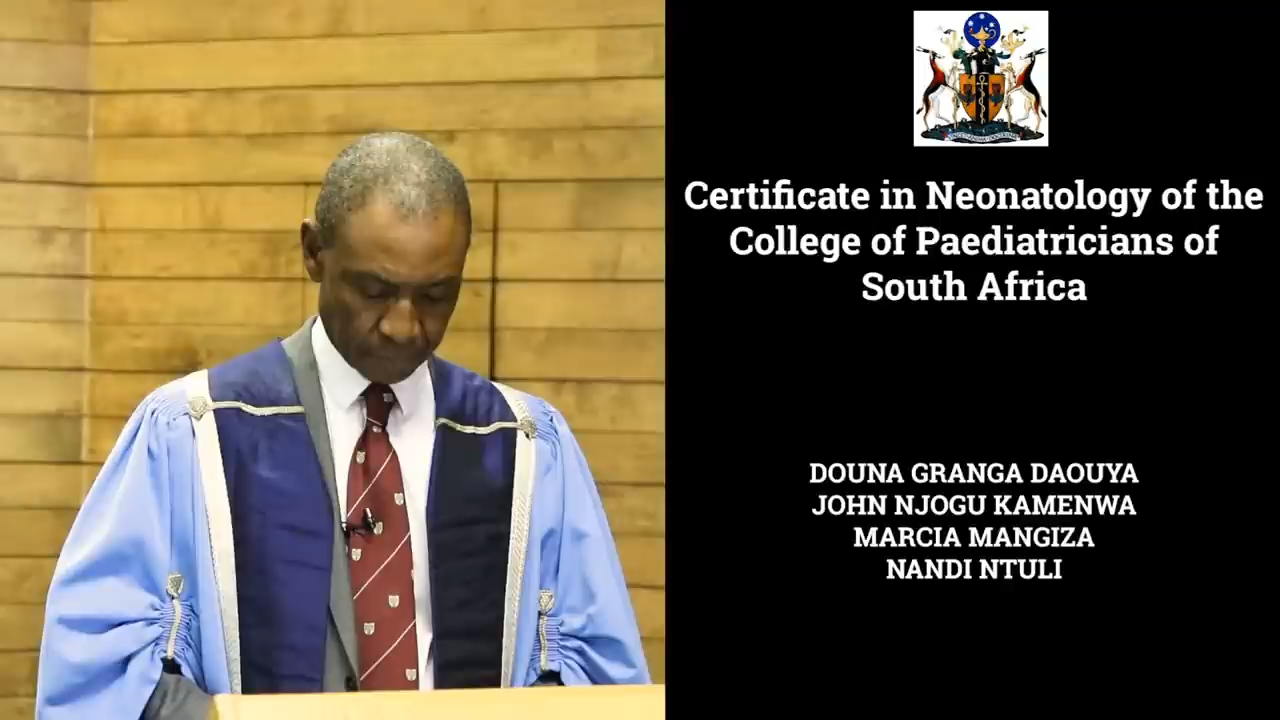 Certificate in Neonatology of the
College of Paediatricians of
South Africa
DOUNA GRANGA DAOUYA
JOHN NJOGU KAMENWA
MARCIA MANGIZA
NANDI NTULI